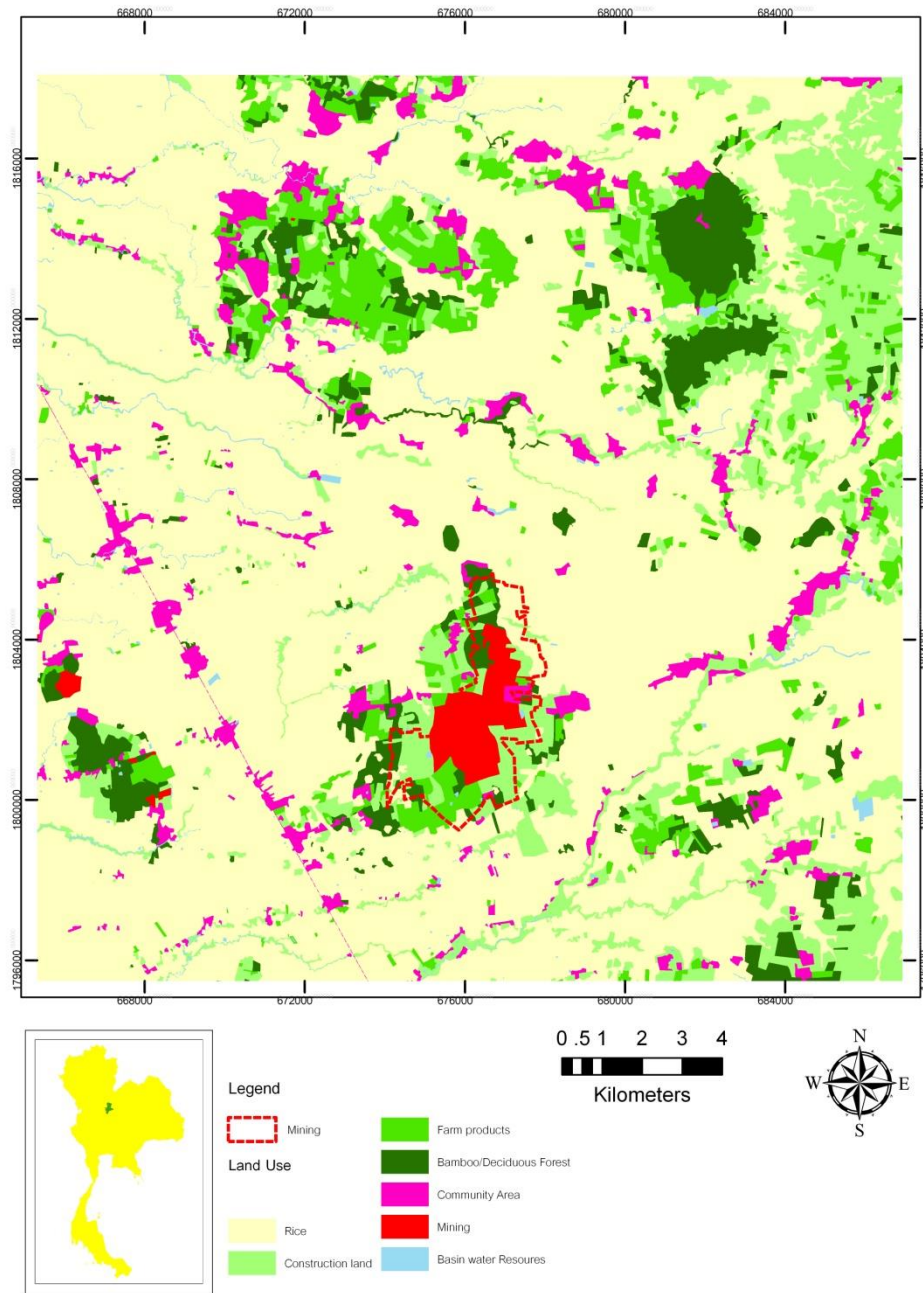 668000 672000 676000 680000 684000
1816000
1812000
1808000
1804000
1800000
1796000
668000 672000 676000 680000 684000
0 .5 1 2 3 4
Kilometers
N
W E
S
Legend
Mining
Land Use
Rice
Construction land
Farm products
Bamboo/Deciduous Forest
Community Area
Mining
Basin water Resoures